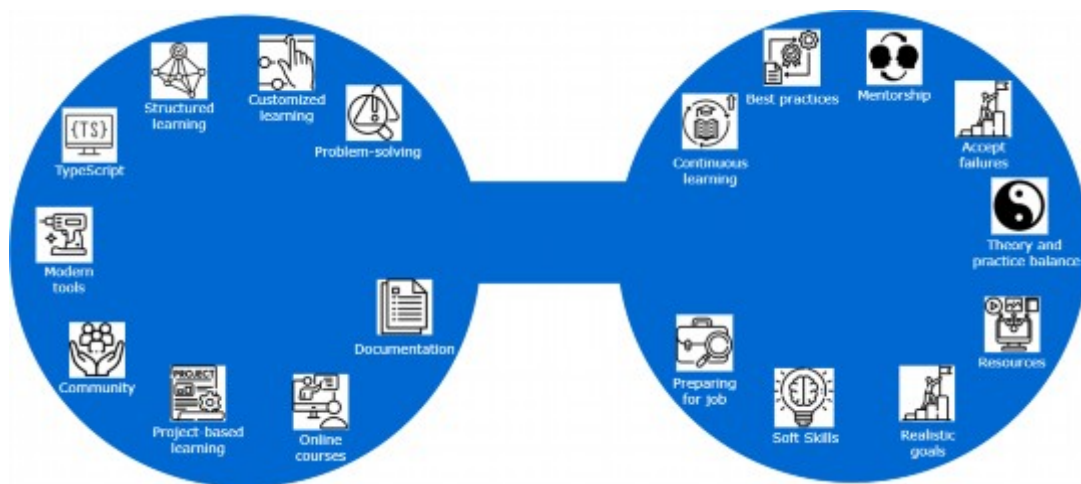 Structured
learning
Customized
learning
Problem-solving
{TS}
TypeScript
Modern
tools
Community
PROJECT
Project-based
learning
Online
courses
Documentation
Best practices
Mentorship
Continuous
learning
Accept
failures
Theory and
practice balance
Resources
Realistic
goals
Soft Skills
Preparing
for job